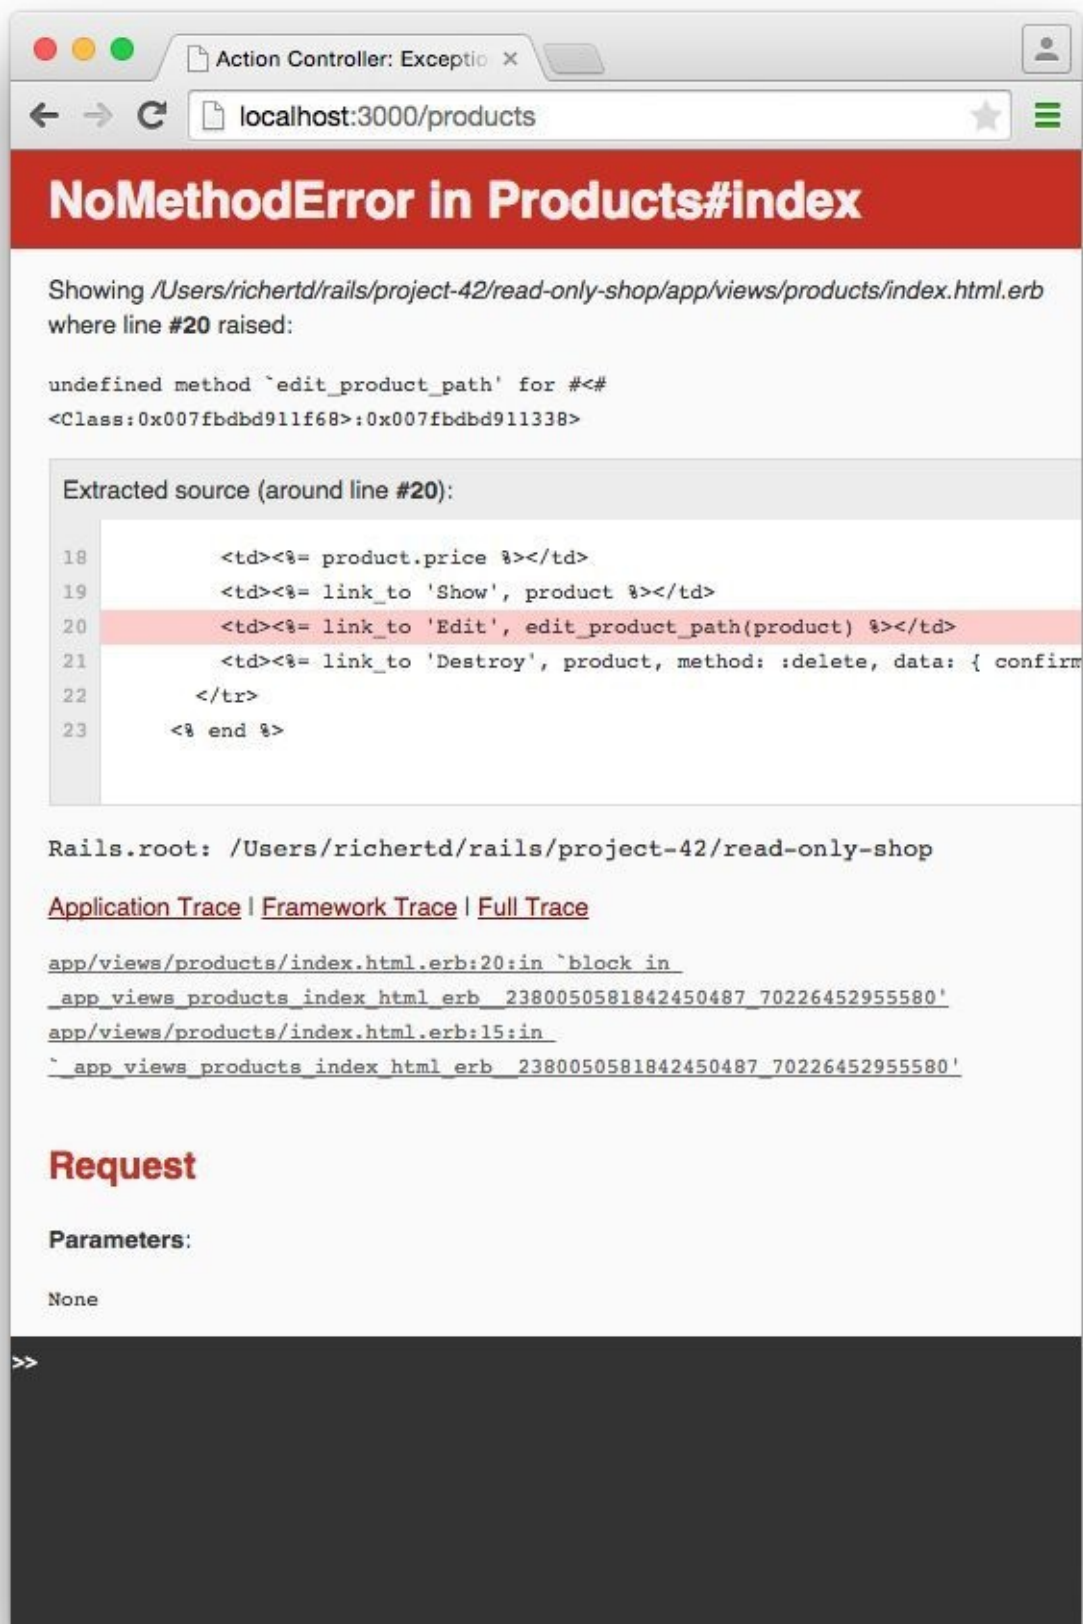 Action Controller: Exceptio
localhost:3000/products
NoMethodError in Products#index
Showing /Users/richertd/rails/project-42/read-only-shop/app/views/products/index.html.erb
where line #20 raised:
undefined method `edit_product_path' for #<#
<Class:0x007fbdbd911f68>:0x007fbdbd911338>
Extracted source (around line #20):
18 <td><%= product.price %></td>
19 <td><%= link_to 'Show', product %></td>
20 <td><%= link_to 'Edit', edit_product_path(product) %></td>
21 <td><%= link_to 'Destroy', product, method: :delete, data: { confirm
22 </tr>
23 <% end %>
Rails.root: /Users/richertd/rails/project-42/read-only-shop
Application Trace | Framework Trace | Full Trace
app/views/products/index.html.erb:20:in `block in
_app_views_products_index_html_erb__2380050581842450487_70226452955580'
app/views/products/index.html.erb:15:in
`_app_views_products_index_html_erb__2380050581842450487_70226452955580'
Request
Parameters:
None
>>